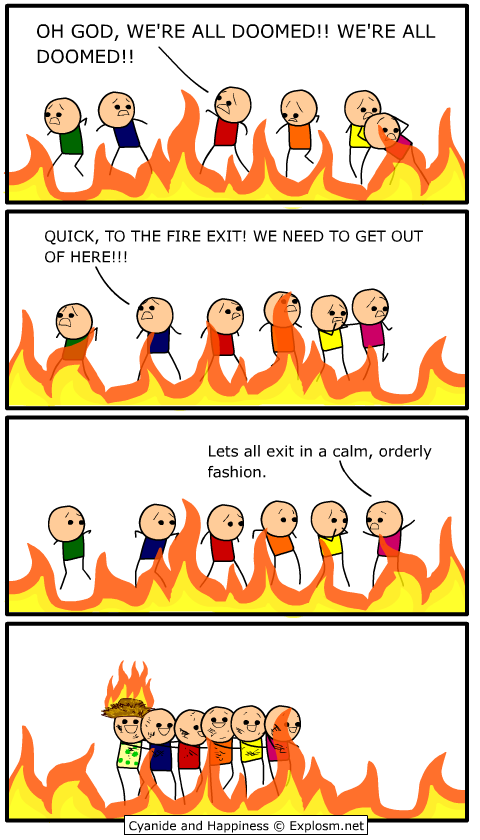 OH GOD, WE'RE ALL DOOMED!! WE'RE ALL
DOOMED!!
QUICK, TO THE FIRE EXIT! WE NEED TO GET OUT
OF HERE!!!
Lets all exit in a calm, orderly
fashion.
Cyanide and Happiness © Explosm.net